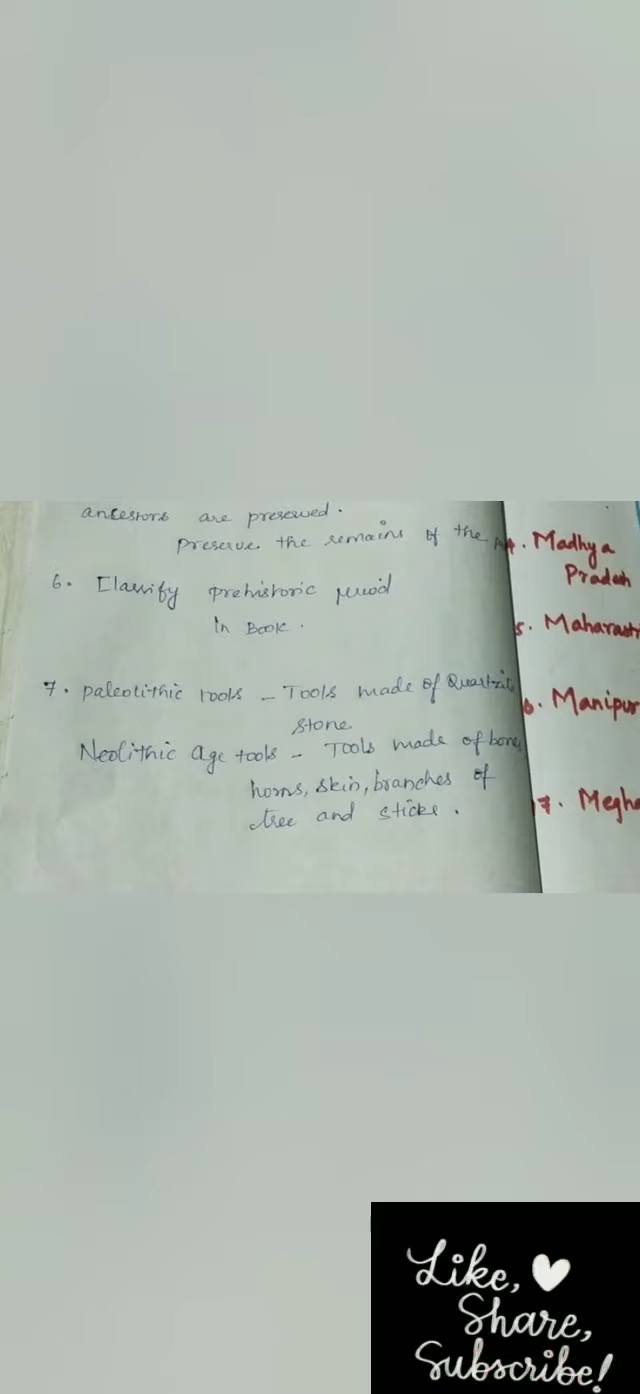 ancestors are preserved.
preserve the remains of the
6. Classify prehistoric period
In Book.
7. paleolithic tools - Tools made of Quartzite
stone
Neolithic Age tools - Tools made of bones,
horns, skin, branches of
tree and sticks.
4. Madhya
Pradesh
5. Maharashtr
6. Manipur
7. Megha
Like,
Share,
Subscribe!